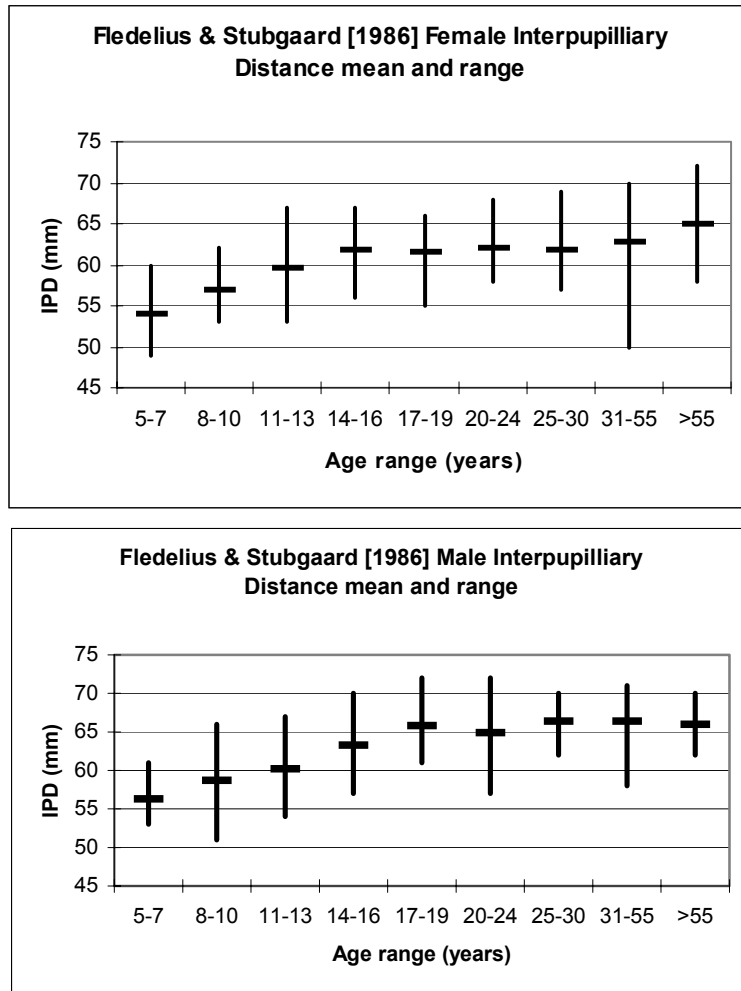 Fledelius & Stubgaard [1986] Female Interpupilliary
Distance mean and range
75
70
65
60
55
50
45
IPD (mm)
5-7 8-10 11-13 14-16 17-19 20-24 25-30 31-55 >55
Age range (years)
Fledelius & Stubgaard [1986] Male Interpupilliary
Distance mean and range
75
70
65
60
55
50
45
IPD (mm)
5-7 8-10 11-13 14-16 17-19 20-24 25-30 31-55 >55
Age range (years)